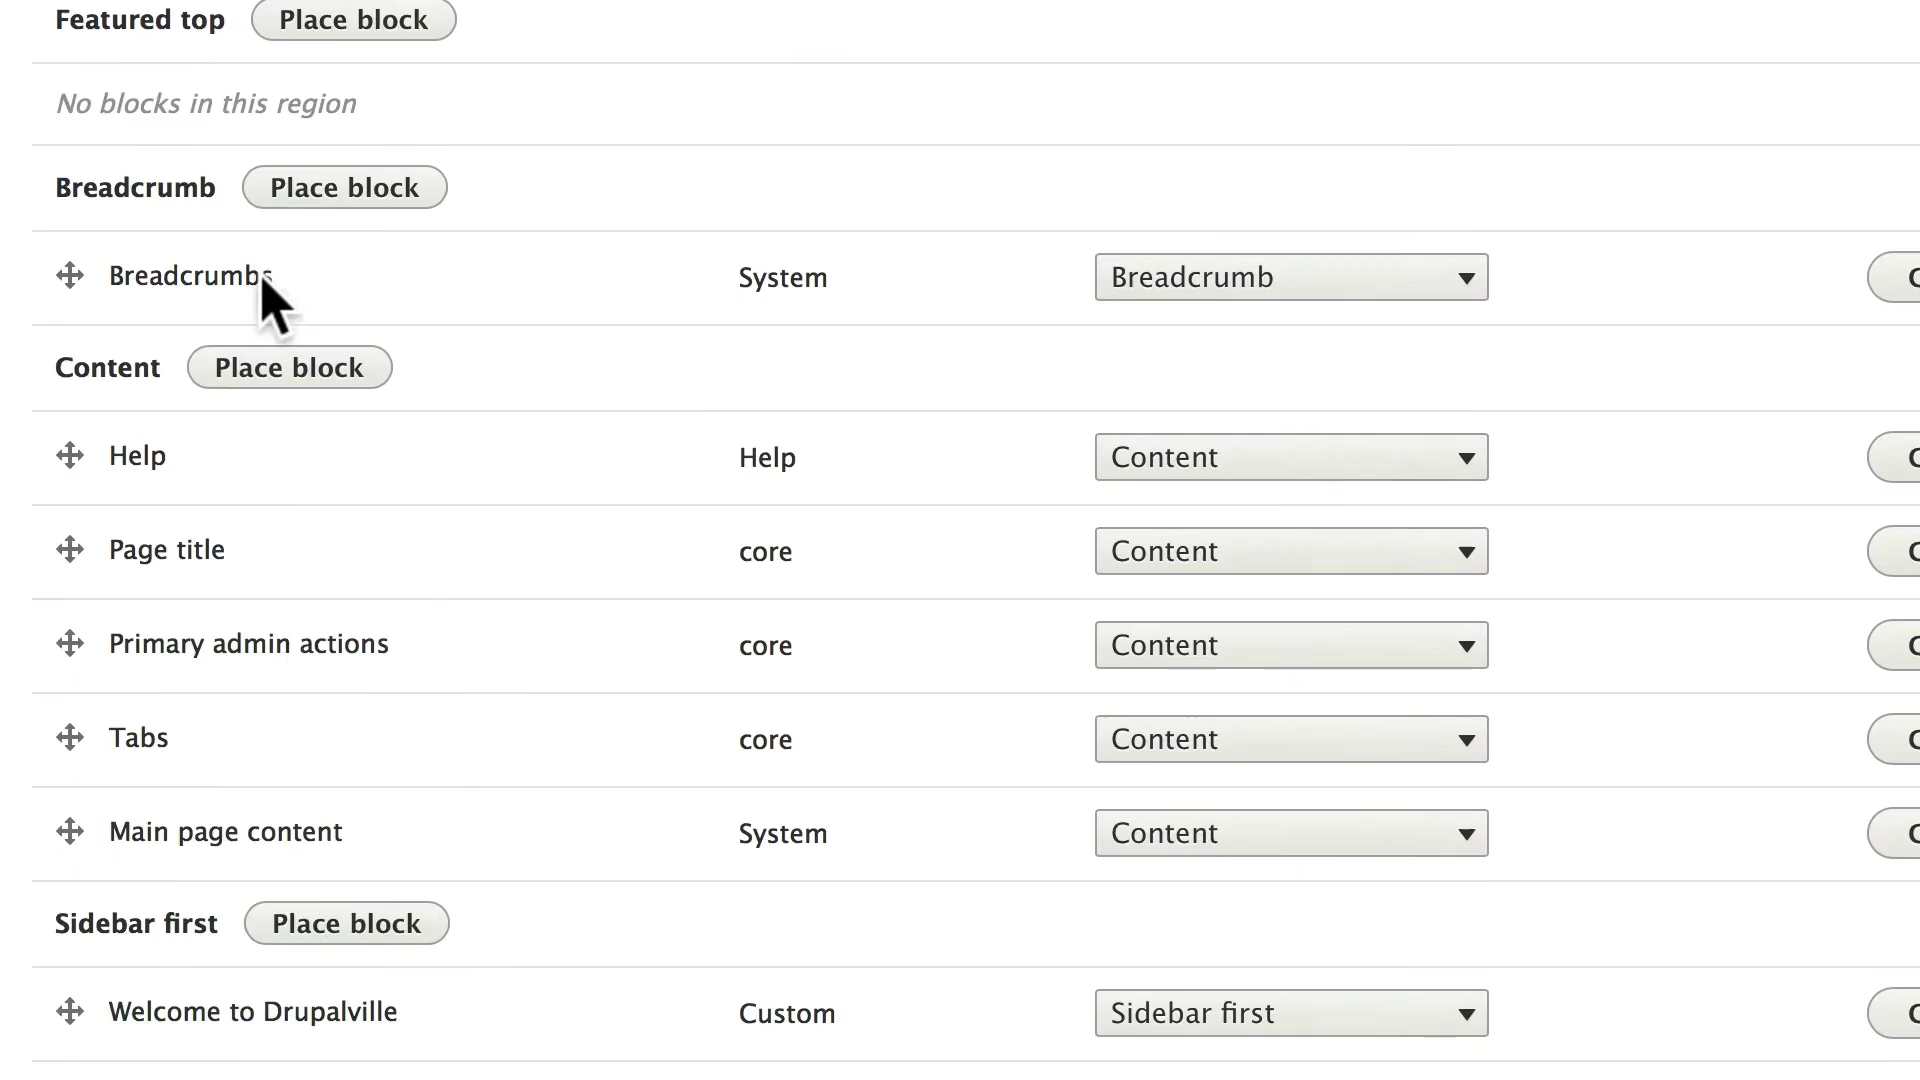 Featured top Place block
No blocks in this region
Breadcrumb Place block
Breadcrumbs System Breadcrumb
Content Place block
Help Help Content
Page title core Content
Primary admin actions core Content
Tabs core Content
Main page content System Content
Sidebar first Place block
Welcome to Drupalville Custom Sidebar first